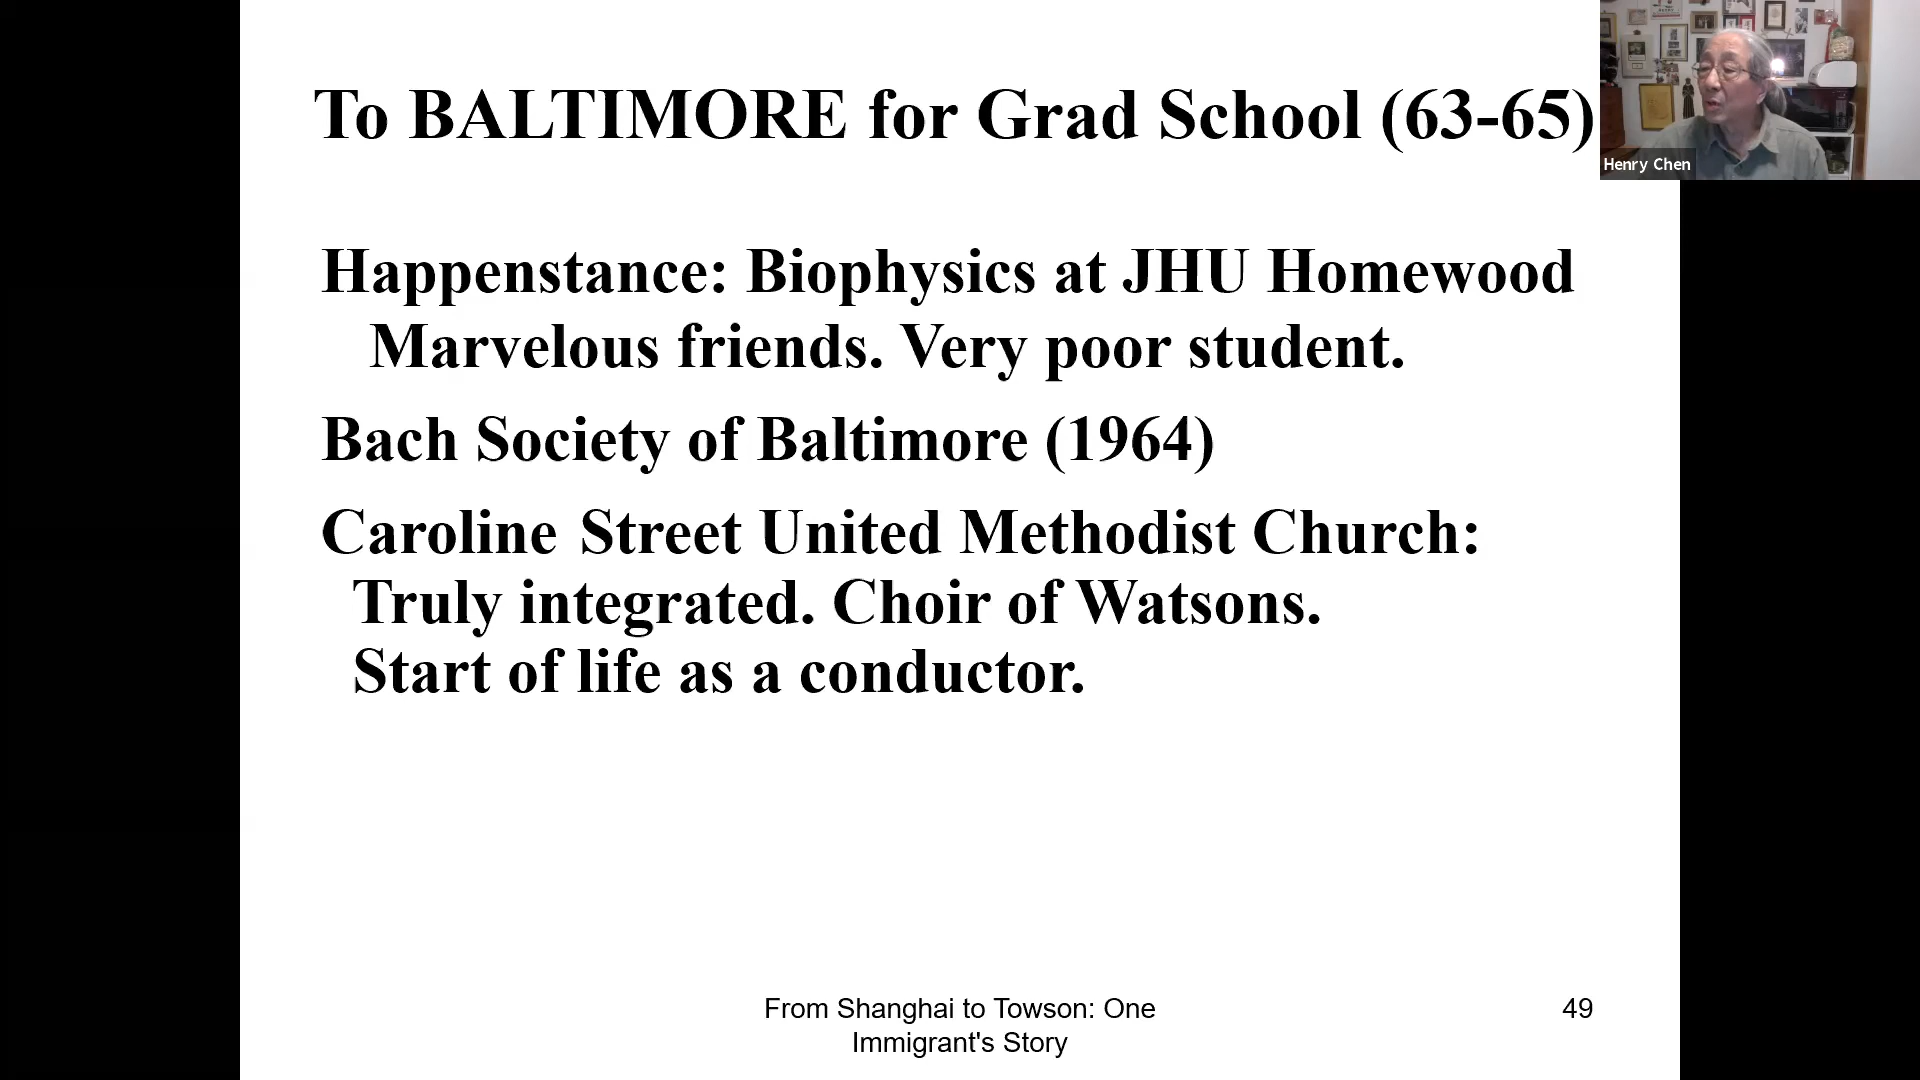 To BALTIMORE for Grad School (63-65)
Henry Chen
Happenstance: Biophysics at JHU Homewood
Marvelous friends. Very poor student.
Bach Society of Baltimore (1964)
Caroline Street United Methodist Church:
Truly integrated. Choir of Watsons.
Start of life as a conductor.
From Shanghai to Towson: One
Immigrant's Story
49